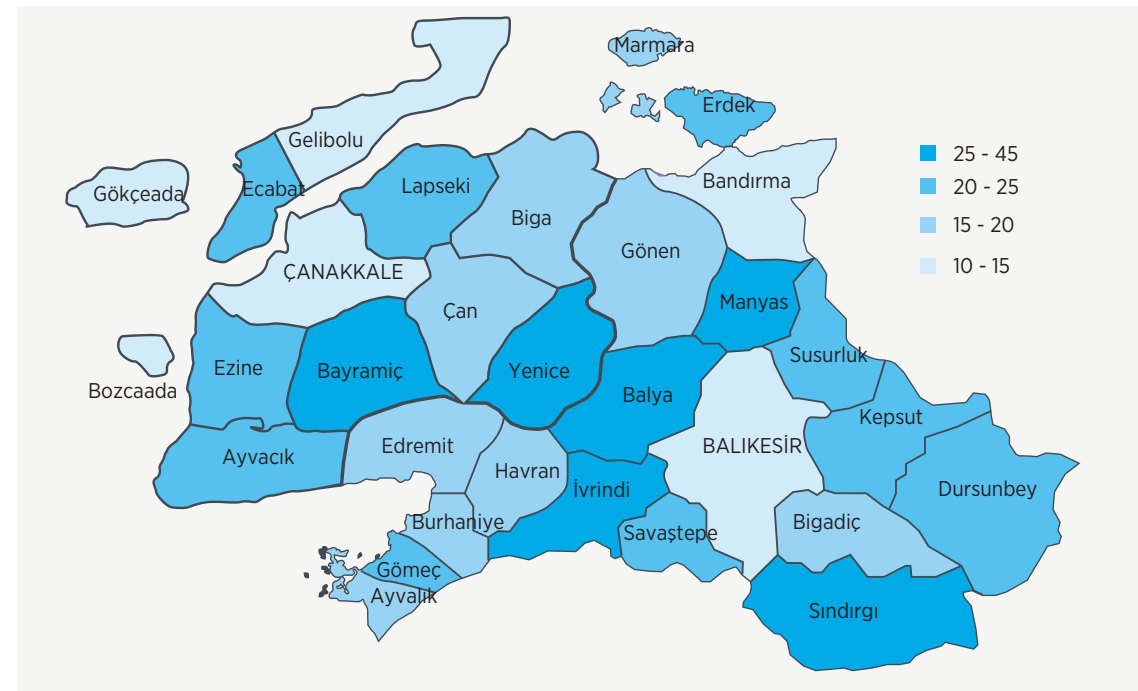 Marmara
Erdek
Gelibolu
25 - 45
Bandırma
20 - 25
Gökçeada
Ecabat
Lapseki
Biga
15 - 20
Gönen
10 - 15
ÇANAKKALE
Manyas
Çan
Susurluk
Ezine
Bayramiç
Yenice
Bozcaada
Balya
Kepsut
Edremit
BALIKESİR
Ayvacık
Havran
İvrindi
Dursunbey
Burhaniye
Savaştepe
Bigadiç
Gömeç
Ayvalık
Sındırgı